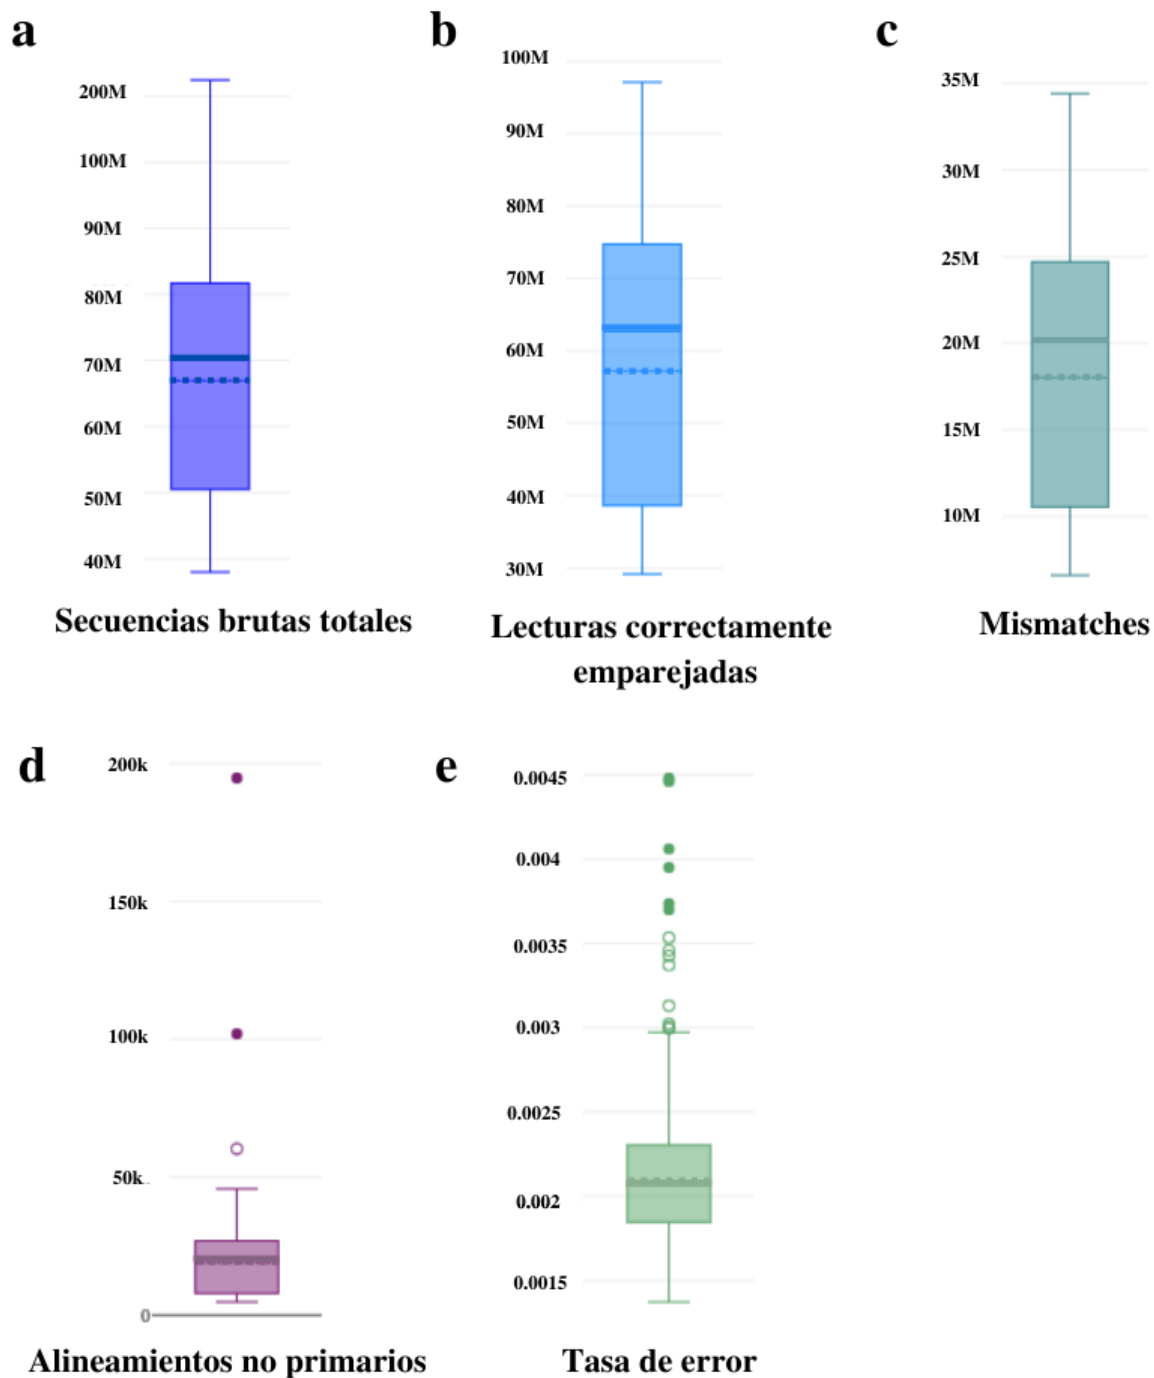 a
200M
100M
90M
80M
70M
60M
50M
40M
Secuencias brutas totales
b
100M
90M
80M
70M
60M
50M
40M
30M
Lecturas correctamente
emparejadas
c
35M
30M
25M
20M
15M
10M
Mismatches
d
200k
150k
100k
50k
0
Alineamientos no primarios
e
0.0045
0.004
0.0035
0.003
0.0025
0.002
0.0015
Tasa de error